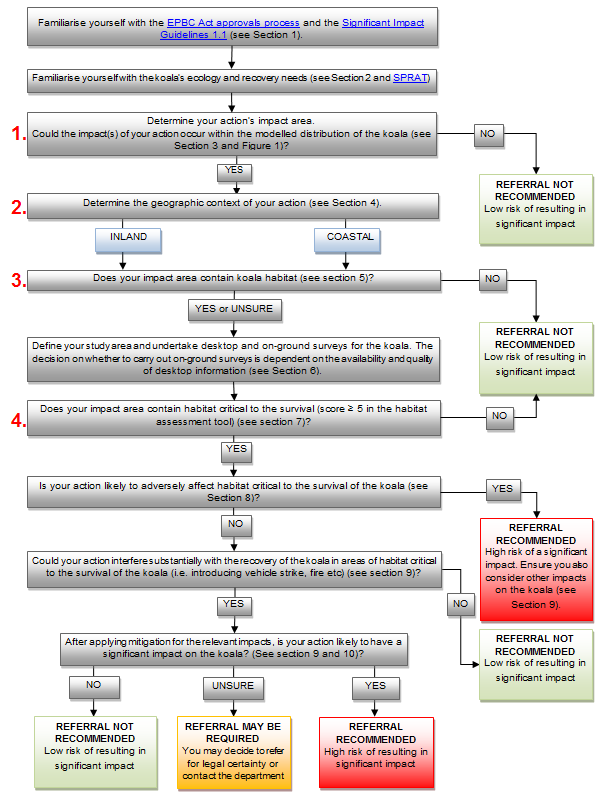 Familiarise yourself with the EPBC Act approvals process and the Significant Impact
Guidelines 1.1 (see Section 1).
Familiarise yourself with the koala's ecology and recovery needs (see Section 2 and SPRAT)
1.
Determine your action's impact area.
Could the impact(s) of your action occur within the modelled distribution of the koala (see
Section 3 and Figure 1)?
NO
YES
REFERRAL NOT
RECOMMENDED
Low risk of resulting in
significant impact
2.
Determine the geographic context of your action (see Section 4).
INLAND
COASTAL
3.
Does your impact area contain koala habitat (see section 5)?
NO
YES or UNSURE
REFERRAL NOT
RECOMMENDED
Low risk of resulting in
significant impact
Define your study area and undertake desktop and on-ground surveys for the koala. The
decision on whether to carry out on-ground surveys is dependent on the availability and quality
of desktop information (see Section 6).
4.
Does your impact area contain habitat critical to the survival (score ≥ 5 in the habitat
assessment tool) (see section 7)?
NO
YES
Is your action likely to adversely affect habitat critical to the survival of the koala (see
Section 8)?
YES
NO
REFERRAL
RECOMMENDED
High risk of a significant
impact. Ensure you also
consider other impacts
on the koala (see
Section 9).
Could your action interfere substantially with the recovery of the koala in areas of habitat critical
to the survival of the koala (i.e. introducing vehicle strike, fire etc) (see section 9)?
YES
NO
REFERRAL NOT
RECOMMENDED
Low risk of resulting in
significant impact
After applying mitigation for the relevant impacts, is your action likely to have a
significant impact on the koala? (See section 9 and 10)?
NO
UNSURE
YES
REFERRAL NOT
RECOMMENDED
Low risk of resulting in
significant impact
REFERRAL MAY BE
REQUIRED
You may decide to refer
for legal certainty or
contact the department
REFERRAL
RECOMMENDED
High risk of resulting in
significant impact